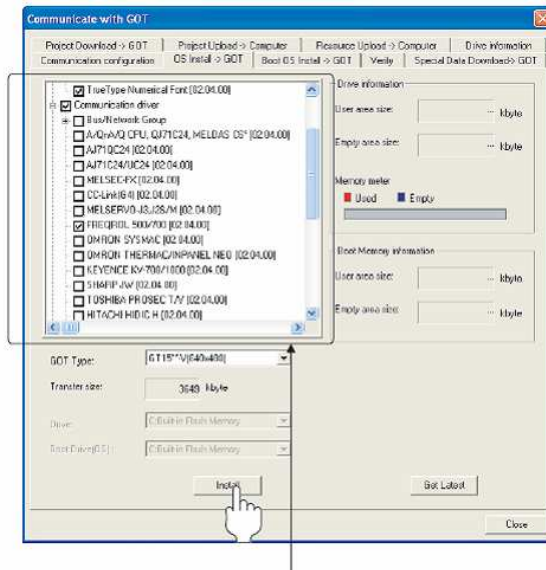 Communicate with GOT
Project Download -> GOT
Project Upload -> Computer
Resource Upload -> Computer
Drive information
Communication configuration
OS Install -> GOT
Boot OS Install -> GOT
Verify
Special Data Download-> GOT
TrueType Numerical Font [02.04.00]
Communication driver
Bus/Network Group
A/QnA/Q CPU, QJ71C24, MELDAS C6* [02.04.00]
AJ71QC24 [02.04.00]
AJ71C24/UC24 [02.04.00]
MELSEC-FX [02.04.00]
CC-Link(G4) [02.04.00]
MELSERVO-J3,J2S/M [02.04.00]
FREQROL 500/700 [02.04.00]
OMRON SYSMAC [02.04.00]
OMRON THERMAC/INPANEL NEO [02.04.00]
KEYENCE KV-700/1000 [02.04.00]
SHARP JW [02.04.00]
TOSHIBA PROSEC T/V [02.04.00]
HITACHI HIDIC H [02.04.00]
Drive information
User area size: --- kbyte
Empty area size: --- kbyte
Memory meter
Used Empty
Boot Memory information
User area size: --- kbyte
Empty area size: --- kbyte
GOT Type: GT15**-V(640x480)
Transfer size: 3649 kbyte
Drive: C:Built-in Flash Memory
Boot Drive(OS): C:Built-in Flash Memory
Install
Get Latest
Close